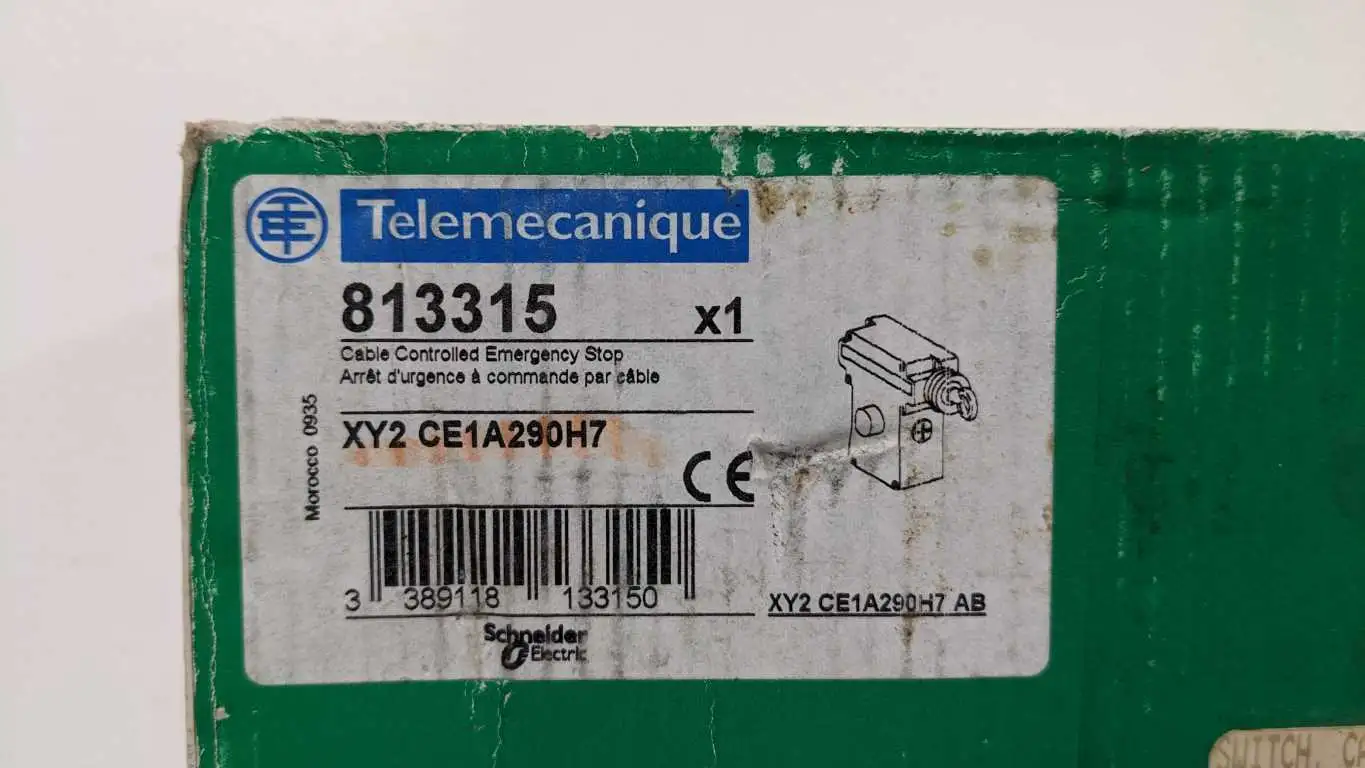 Telemecanique
813315 x1
Cable Controlled Emergency Stop
Arrêt d'urgence à commande par câble
Morocco 0935
XY2 CE1A290H7
CE
3 389118 133150
XY2 CE1A290H7 AB
Schneider
Electric
SWITCH,